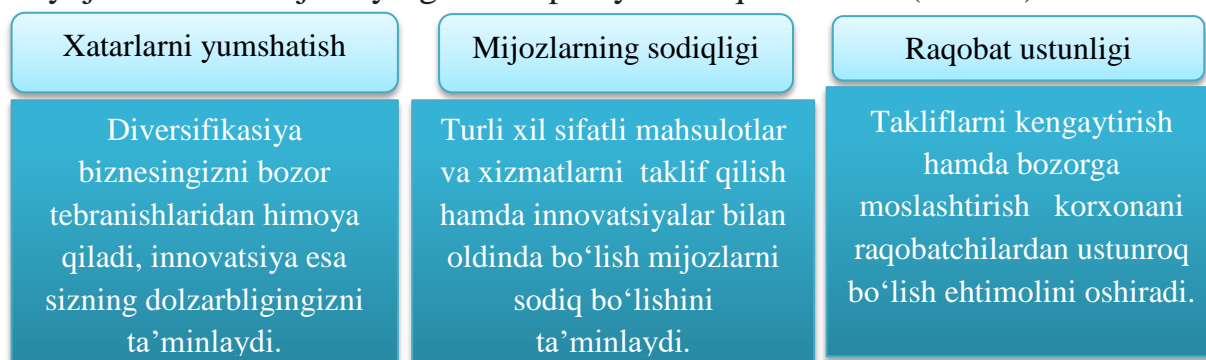 Xatarlarni yumshatish
Diversifikasiya
biznesingizni bozor
tebranishlaridan himoya
qiladi, innovatsiya esa
sizning dolzarbligingizni
ta’minlaydi.
Mijozlarning sodiqligi
Turli xil sifatli mahsulotlar
va xizmatlarni taklif qilish
hamda innovatsiyalar bilan
oldinda bo‘lish mijozlarni
sodiq bo‘lishini
ta’minlaydi.
Raqobat ustunligi
Takliflarni kengaytirish
hamda bozorga
moslashtirish korxonani
raqobatchilardan ustunroq
bo‘lish ehtimolini oshiradi.